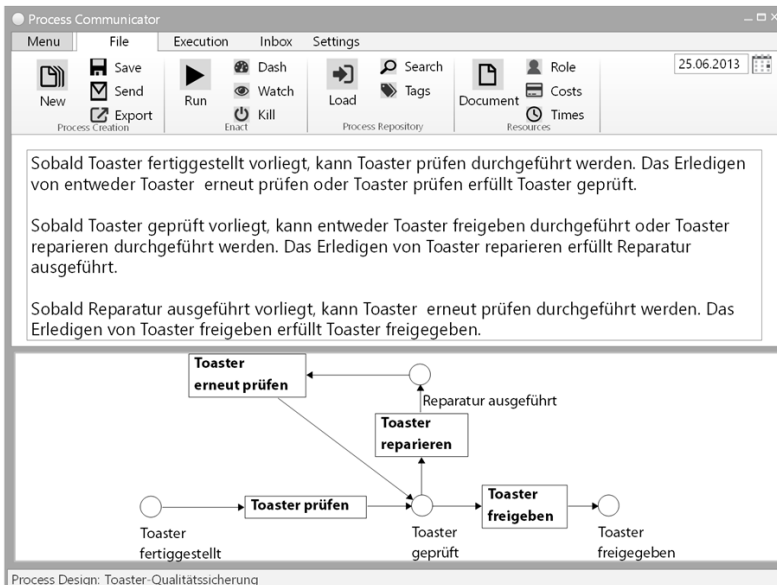 Process Communicator
Menu File Execution Inbox Settings
New Save Send Export
Process Creation
Run Dash Watch Kill
Enact
Load Search Tags
Process Repository
Document Role Costs Times
Resources
25.06.2013
Sobald Toaster fertiggestellt vorliegt, kann Toaster prüfen durchgeführt werden. Das Erledigen
von entweder Toaster erneut prüfen oder Toaster prüfen erfüllt Toaster geprüft.
Sobald Toaster geprüft vorliegt, kann entweder Toaster freigeben durchgeführt oder Toaster
reparieren durchgeführt werden. Das Erledigen von Toaster reparieren erfüllt Reparatur
ausgeführt.
Sobald Reparatur ausgeführt vorliegt, kann Toaster erneut prüfen durchgeführt werden. Das
Erledigen von Toaster freigeben erfüllt Toaster freigegeben.
Toaster
erneut prüfen
Reparatur ausgeführt
Toaster
reparieren
Toaster prüfen
Toaster
freigeben
Toaster
fertiggestellt
Toaster
geprüft
Toaster
freigegeben
Process Design: Toaster-Qualitätssicherung